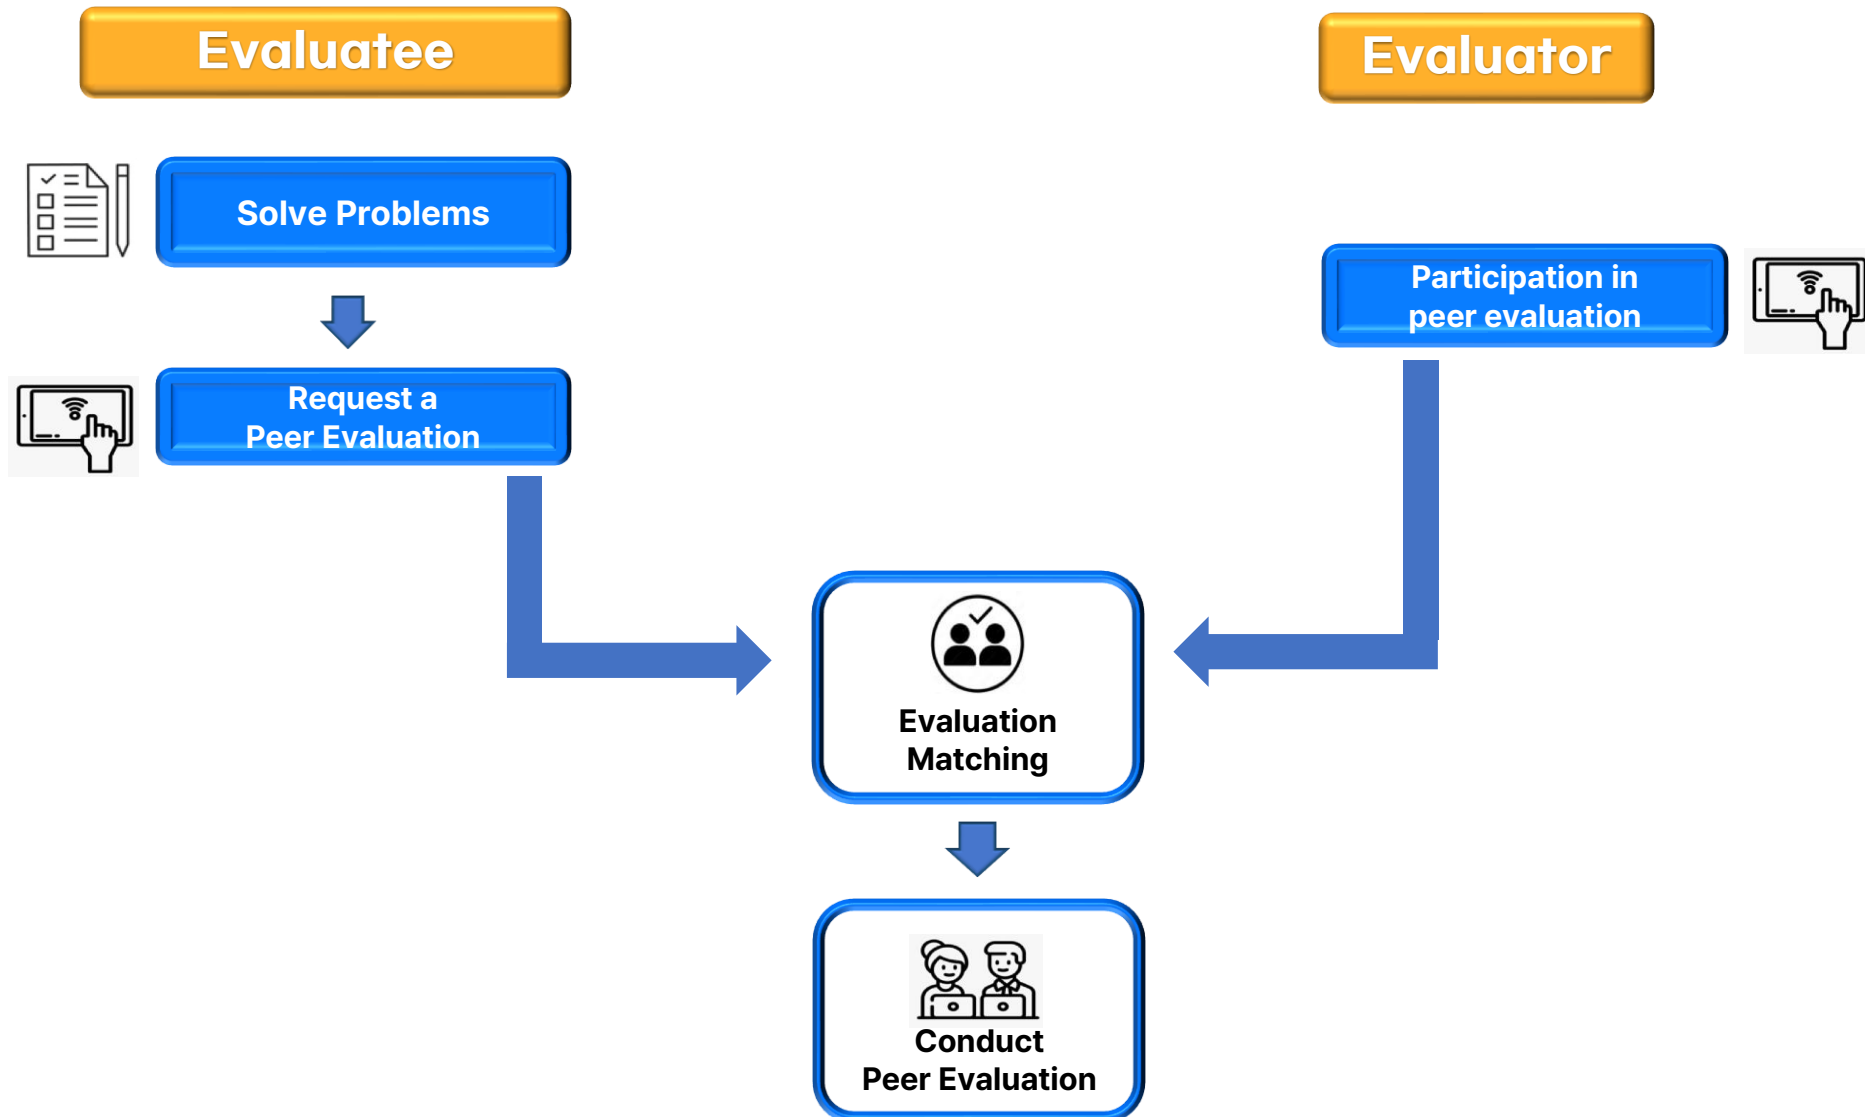 Evaluatee
Evaluator
Solve Problems
Participation in
peer evaluation
Request a
Peer Evaluation
Evaluation
Matching
Conduct
Peer Evaluation